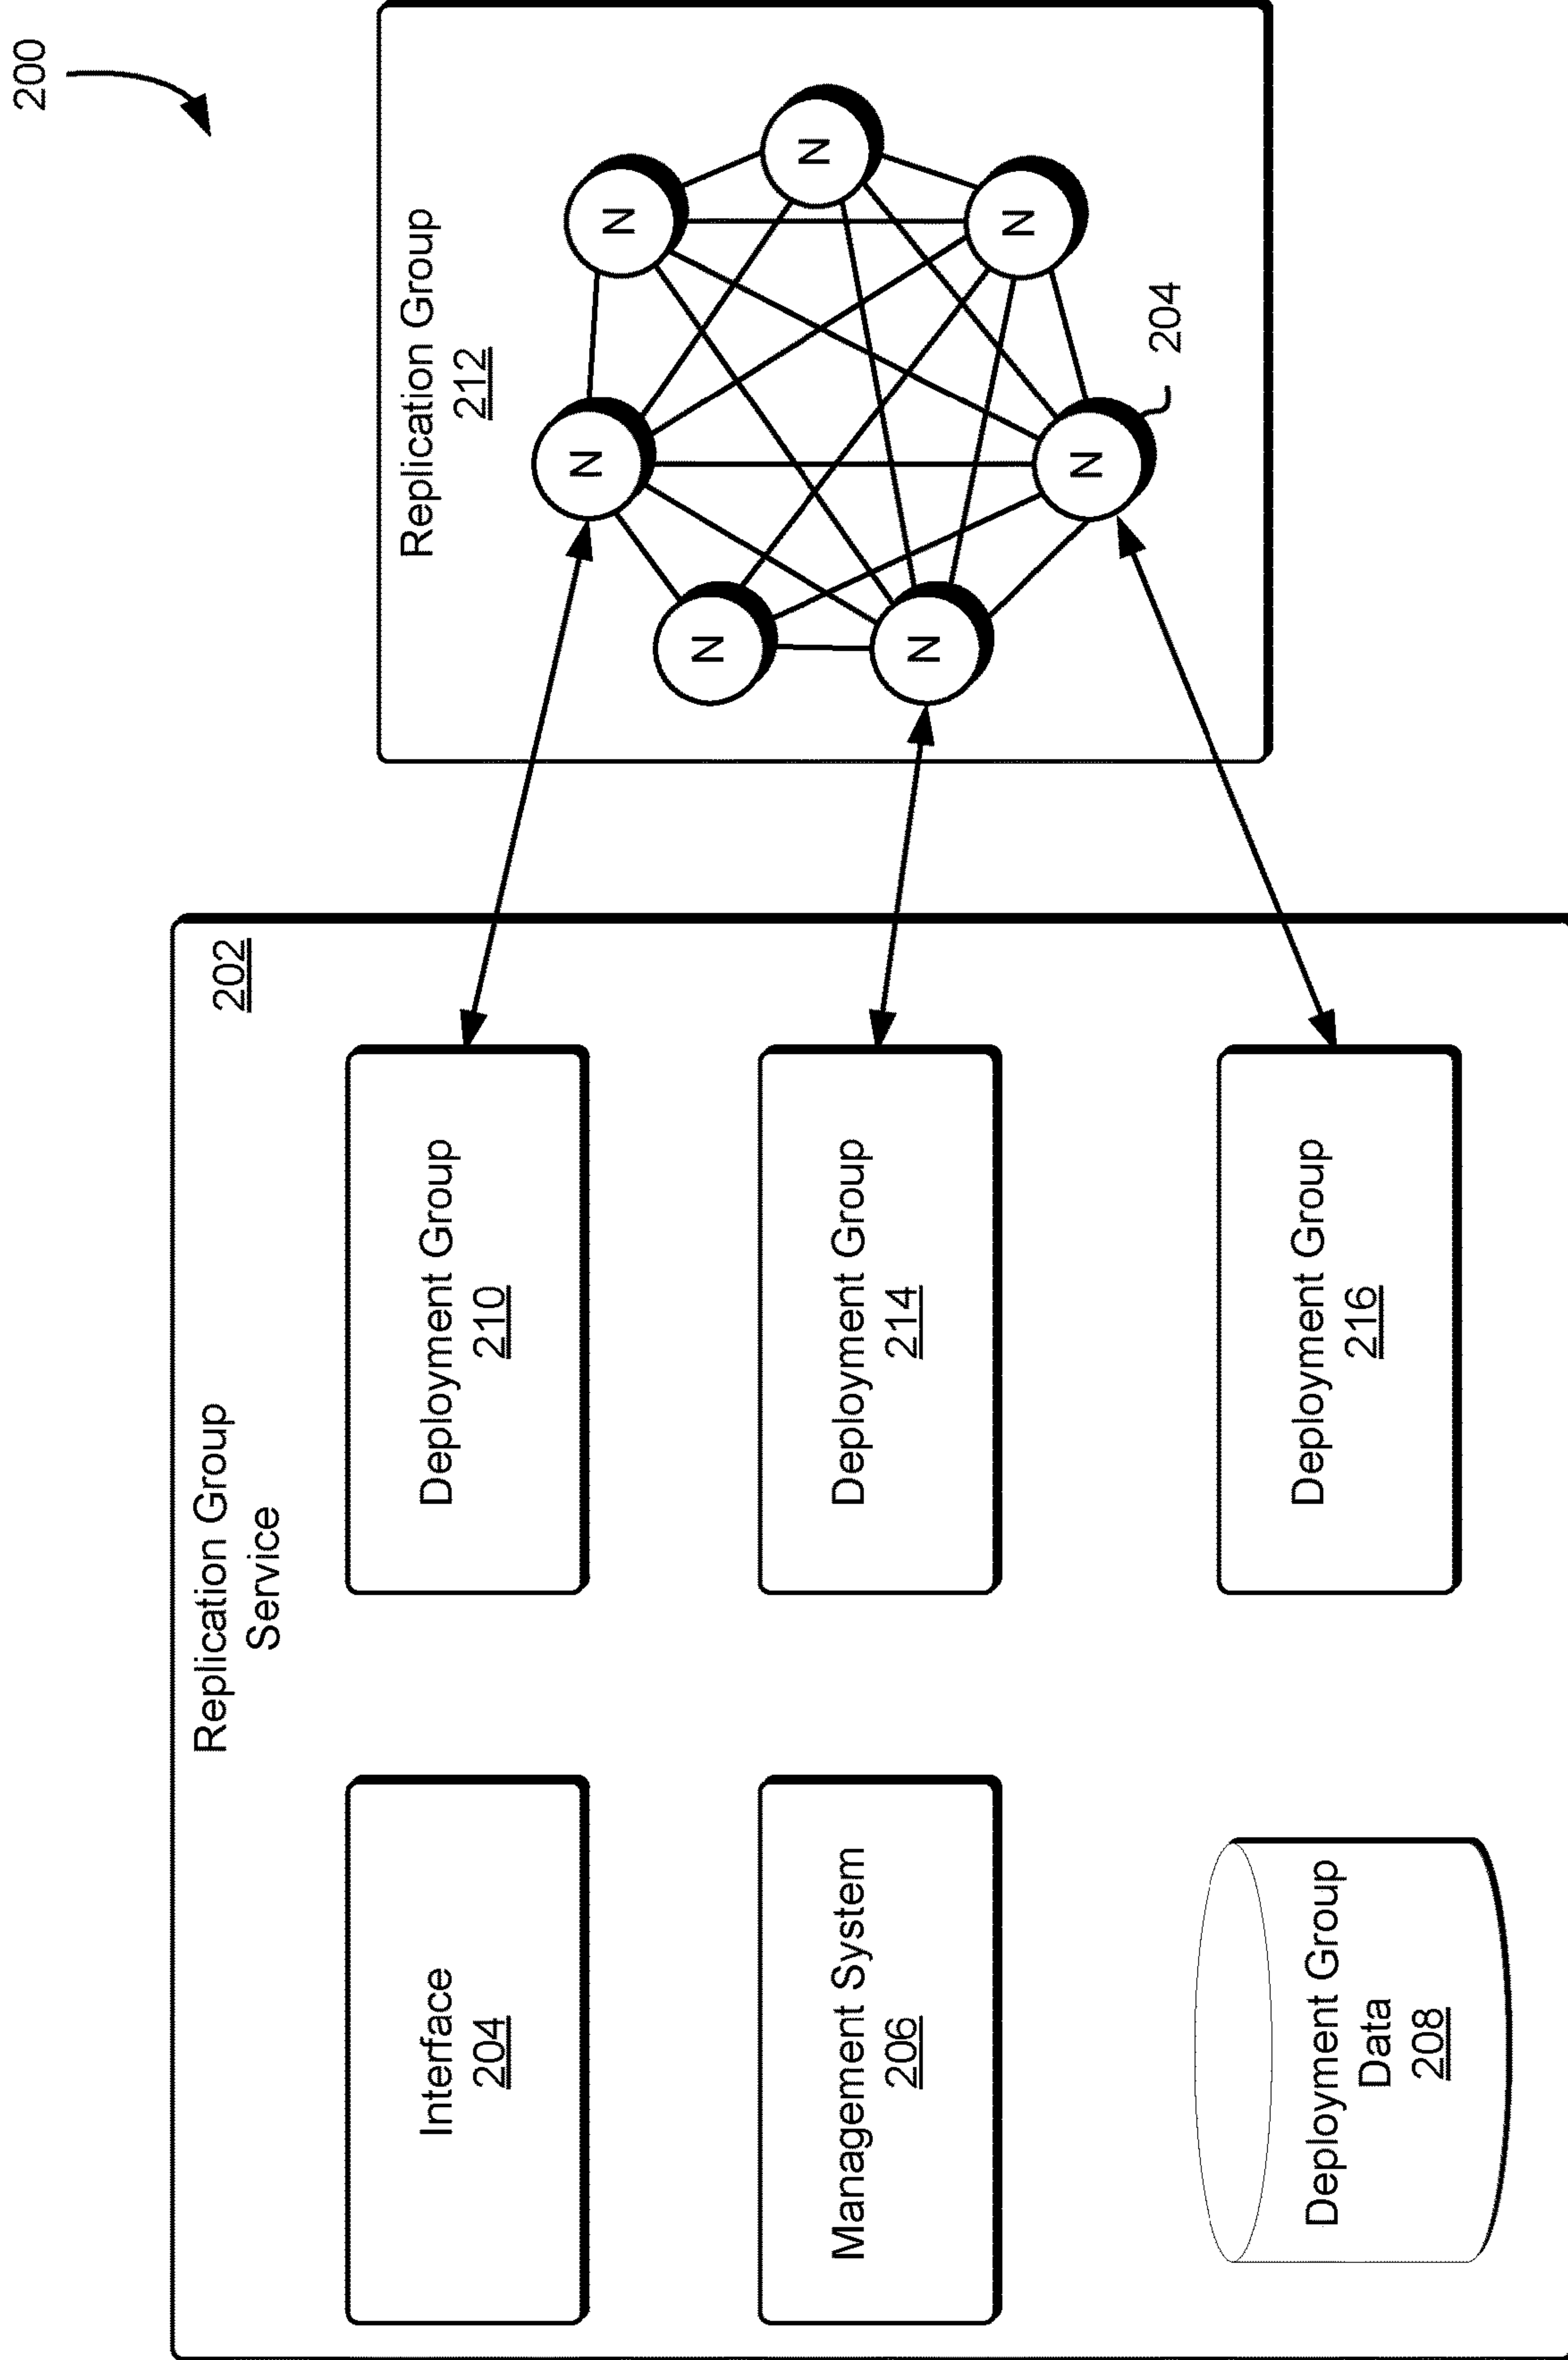 200
Replication Group
Service
202
Interface
204
Deployment Group
210
Management System
206
Deployment Group
214
Deployment Group
Data
208
Deployment Group
216
Replication Group
212
N
N
N
N
N
N
N
204